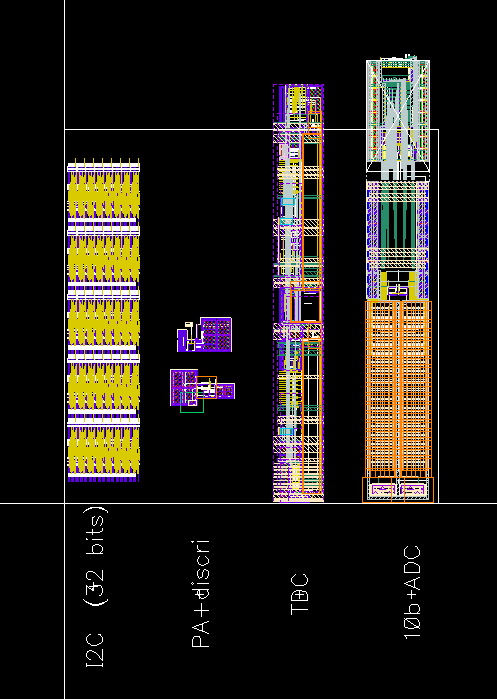 I2C (32 bits)
PA+discri
TDC
10b ADC